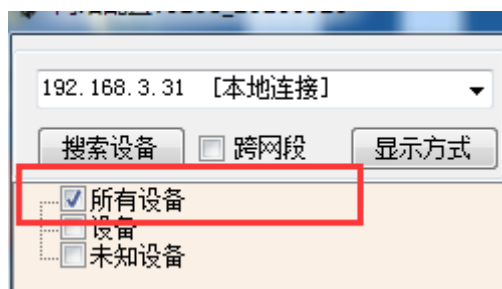 192.168.3.31 [本地连接]
搜索设备 跨网段 显示方式
所有设备
设备
未知设备